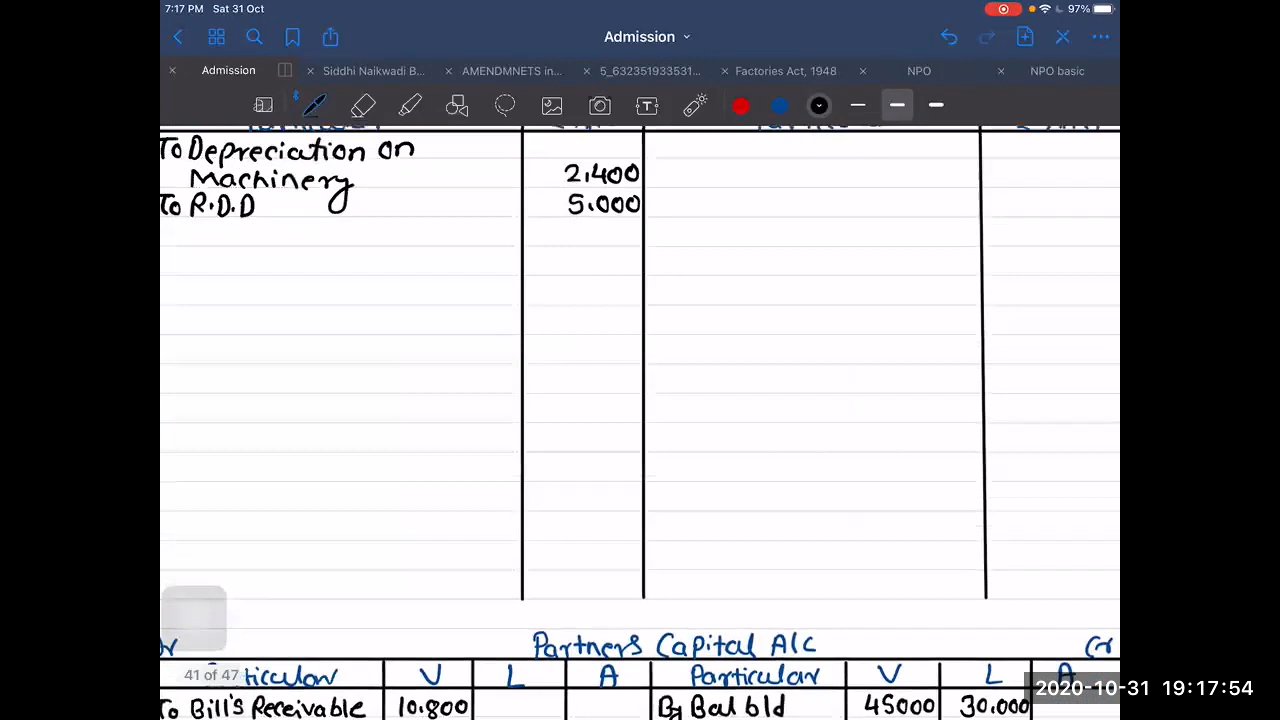 7:17 PM Sat 31 Oct
97%
Admission
Admission
Siddhi Naikwadi B...
AMENDMNETS in...
5_632351933531...
Factories Act, 1948
NPO
NPO basic
To Depreciation on
Machinery 2,400
To R.D.D 5,000
Partners Capital A/C
Particular V L A Particular V L A
To Bill's Receivable 10,800 By Bal b/d 45000 30,000
41 of 47
2020-10-31 19:17:54